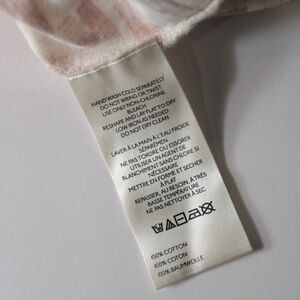 HAND WASH COLD SEPARATELY
DO NOT WRING OR TWIST
USE ONLY NON-CHLORINE
BLEACH
RESHAPE AND LAY FLAT TO DRY
LOW IRON AS NEEDED
DO NOT DRY CLEAN
LAVER À LA MAIN À L'EAU FROIDE
SÉPARÉMEN
NE PAS TORDRE OU ESSORER
UTILISER UN AGENT DE
BLANCHIMENT SANS CHLORE SI
NÉCESSAIRE
METTRE EN FORME ET SÉCHER
À PLAY
REPASSER, AU BESOIN, À TRÈS
BASSE TEMPÉRATURE
NE PAS NETTOYER À SEC
100% COTTON
100% COTON
100% BAUMWOLLE